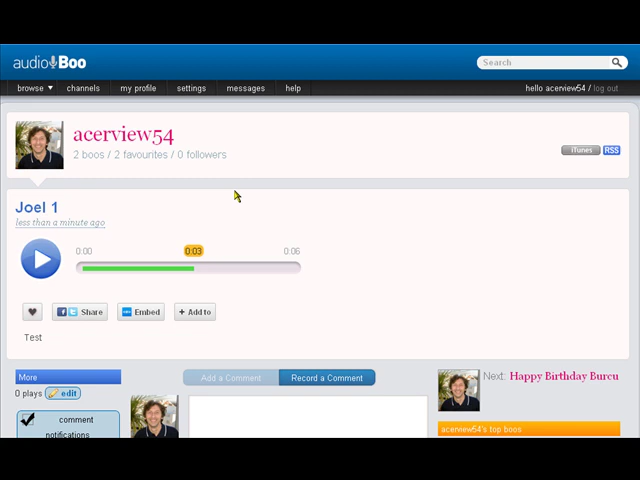 audioBoo
Search
browse
channels
my profile
settings
messages
help
hello acerview54 / log out
acerview54
2 boos / 2 favourites / 0 followers
iTunes
RSS
Joel 1
less than a minute ago
0:00
0:03
0:06
Share
Embed
+ Add to
Test
More
0 plays
edit
comment
notifications
Add a Comment
Record a Comment
Next: Happy Birthday Burcu
acerview54's top boos